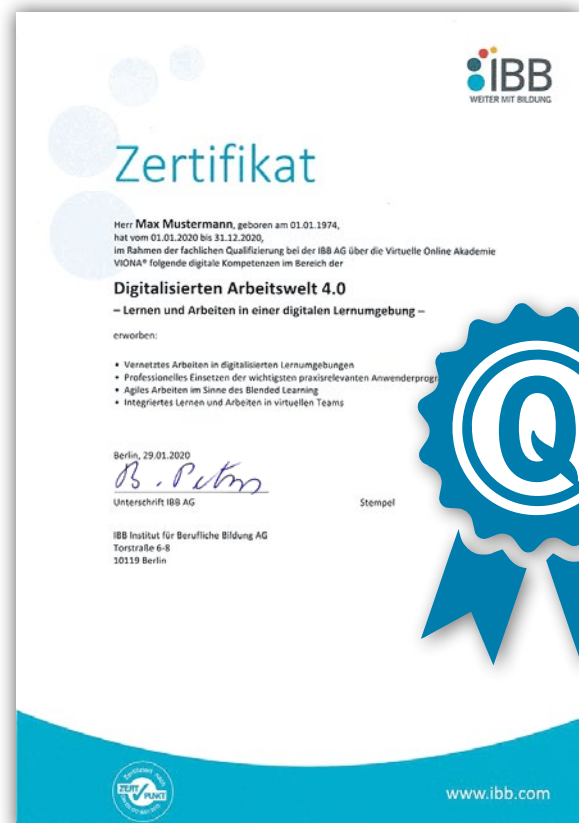 IBB
WEITER MIT BILDUNG
Zertifikat
Herr Max Mustermann, geboren am 01.01.1974,
hat vom 01.01.2020 bis 31.12.2020,
im Rahmen der fachlichen Qualifizierung bei der IBB AG über die Virtuelle Online Akademie
VIONA® folgende digitale Kompetenzen im Bereich der
Digitalisierten Arbeitswelt 4.0
– Lernen und Arbeiten in einer digitalen Lernumgebung –
erworben:
• Vernetztes Arbeiten in digitalisierten Lernumgebungen
• Professionelles Einsetzen der wichtigsten praxisrelevanten Anwenderprogr
• Agiles Arbeiten im Sinne des Blended Learning
• Integriertes Lernen und Arbeiten in virtuellen Teams
Q
Berlin, 29.01.2020
B. Peters
Unterschrift IBB AG Stempel
IBB Institut für Berufliche Bildung AG
Torstraße 6-8
10119 Berlin
Zertifiziert nach
ZERT PUNKT
www.ibb.com